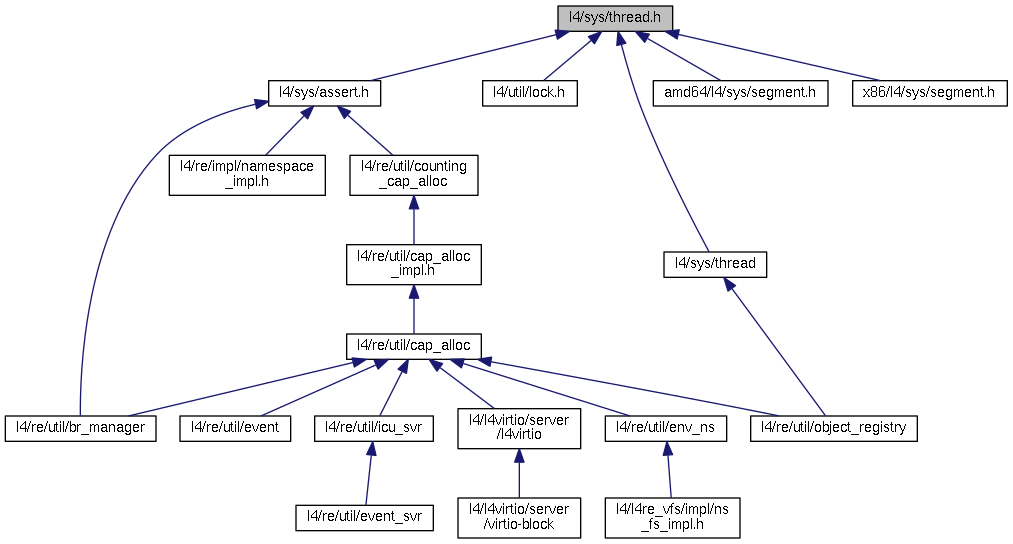 l4/sys/thread.h
l4/sys/assert.h
l4/util/lock.h
amd64/l4/sys/segment.h
x86/l4/sys/segment.h
l4/re/impl/namespace
_impl.h
l4/re/util/counting
_cap_alloc
l4/re/util/cap_alloc
_impl.h
l4/sys/thread
l4/re/util/cap_alloc
l4/re/util/br_manager
l4/re/util/event
l4/re/util/icu_svr
l4/l4virtio/server
/l4virtio
l4/re/util/env_ns
l4/re/util/object_registry
l4/re/util/event_svr
l4/l4virtio/server
/virtio-block
l4/l4re_vfs/impl/ns
_fs_impl.h